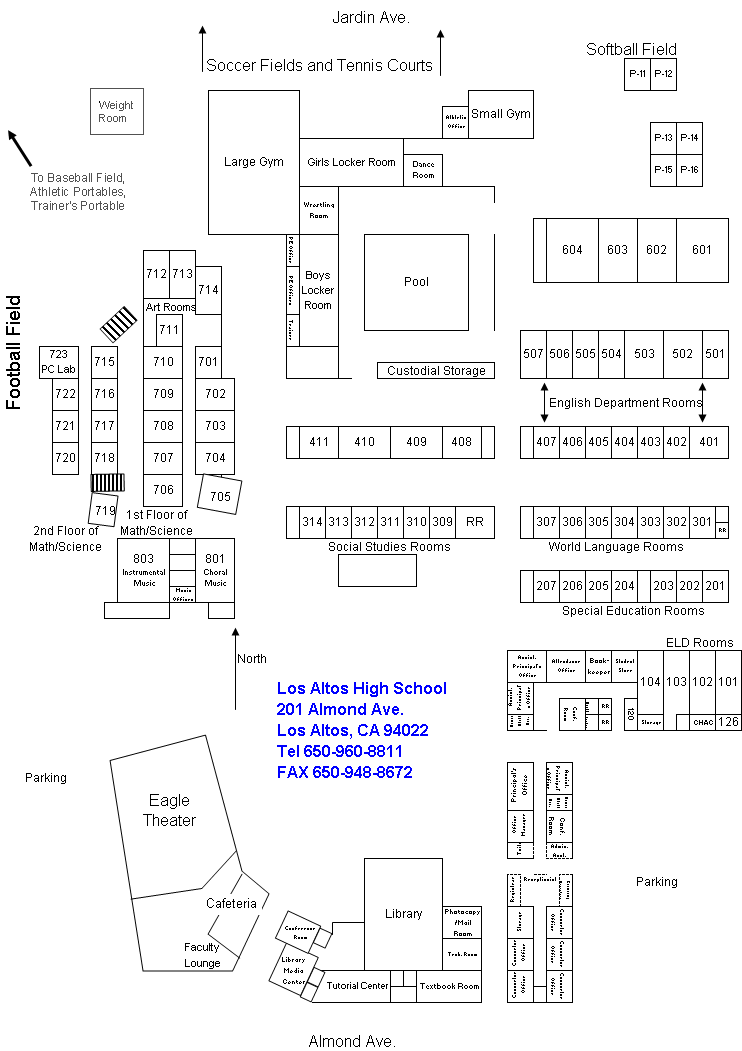 Jardin Ave.
Soccer Fields and Tennis Courts
Softball Field
P-11 P-12
Weight
Room
Athletic
Office
Small Gym
P-13 P-14
P-15 P-16
Large Gym
Girls Locker Room
Dance
Room
To Baseball Field,
Athletic Portables,
Trainer's Portable
Wrestling
Room
PE Office
PE Offices
Trainer
Boys
Locker
Room
Pool
604 603 602 601
712 713
714
Art Rooms
711
Football Field
723
PC Lab
715 710 701
722 716 709 702
721 717 708 703
720 718 707 704
706 705
719
Custodial Storage
507 506 505 504 503 502 501
English Department Rooms
411 410 409 408
407 406 405 404 403 402 401
1st Floor of
Math/Science
2nd Floor of
Math/Science
314 313 312 311 310 309 RR
Social Studies Rooms
307 306 305 304 303 302 301
RR
World Language Rooms
803
Instrumental
Music
801
Choral
Music
Music
Offices
207 206 205 204 203 202 201
Special Education Rooms
ELD Rooms
North
Assist.
Principal's
Office
Attendance
Office
Book-
keeper
Student
Store
104 103 102 101
Conf.
Room
RR
RR
120
Storage
CHAC
126
Los Altos High School
201 Almond Ave.
Los Altos, CA 94022
Tel 650-960-8811
FAX 650-948-8672
Parking
Eagle
Theater
Principal's
Office
Office
Manager
Conf.
Room
Parking
Cafeteria
Faculty
Lounge
Conference
Room
Library
Media
Center
Library
Photocopy
/Mail
Room
Tech. Room
Tutorial Center
Textbook Room
Registrar
Receptionist
Storage
Counselor
Office
Counselor
Office
Counselor
Office
Counselor
Office
Counselor
Office
Almond Ave.